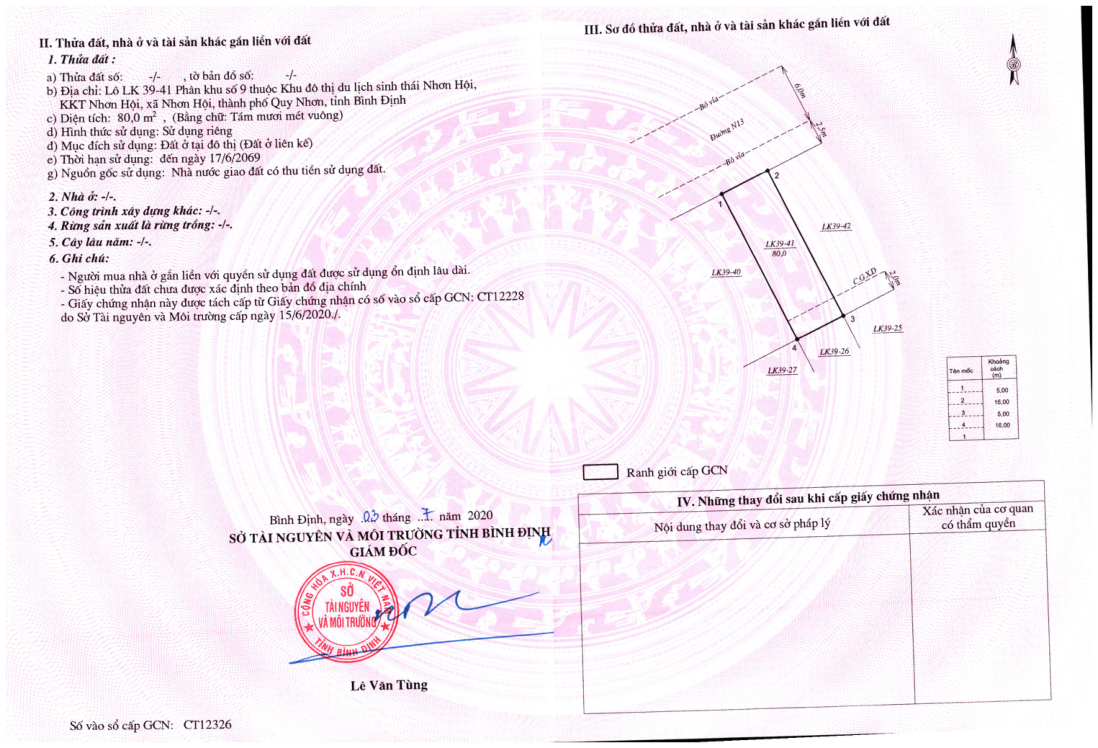 II. Thửa đất, nhà ở và tài sản khác gắn liền với đất
1. Thửa đất :
a) Thửa đất số: -/- , tờ bản đồ số: -/-
b) Địa chỉ: Lô LK 39-41 Phân khu số 9 thuộc Khu đô thị du lịch sinh thái Nhơn Hội,
KKT Nhơn Hội, xã Nhơn Hội, thành phố Quy Nhơn, tỉnh Bình Định
c) Diện tích: 80,0 m² , (Bằng chữ: Tám mươi mét vuông)
d) Hình thức sử dụng: Sử dụng riêng
đ) Mục đích sử dụng: Đất ở tại đô thị (Đất ở liên kế)
e) Thời hạn sử dụng: đến ngày 17/6/2069
g) Nguồn gốc sử dụng: Nhà nước giao đất có thu tiền sử dụng đất.
2. Nhà ở: -/-.
3. Công trình xây dựng khác: -/-.
4. Rừng sản xuất là rừng trồng: -/-.
5. Cây lâu năm: -/-.
6. Ghi chú:
- Người mua nhà ở gắn liền với quyền sử dụng đất được sử dụng ổn định lâu dài.
- Số hiệu thửa đất chưa được xác định theo bản đồ địa chính
- Giấy chứng nhận này được tách cấp từ Giấy chứng nhận có số vào sổ cấp GCN: CT12228
do Sở Tài nguyên và Môi trường cấp ngày 15/6/2020./.
Bình Định, ngày 03 tháng 7 năm 2020
SỞ TÀI NGUYÊN VÀ MÔI TRƯỜNG TỈNH BÌNH ĐỊNH
GIÁM ĐỐC
CỘNG HÒA X.H.C.N VIỆT NAM
SỞ
TÀI NGUYÊN
VÀ MÔI TRƯỜNG
TỈNH BÌNH ĐỊNH
Lê Văn Tùng
Số vào sổ cấp GCN: CT12326
III. Sơ đồ thửa đất, nhà ở và tài sản khác gắn liền với đất
B
6,0m
Bó vỉa
Đường N13
2,5m
Bó vỉa
2
1
LK39-42
LK39-41
80,0
LK39-40
C.G.XD
2,0m
3
LK39-25
4
LK39-26
LK39-27
Tên mốc
Khoảng
cách
(m)
1
5,00
2
16,00
3
5,00
4
16,00
1
Ranh giới cấp GCN
IV. Những thay đổi sau khi cấp giấy chứng nhận
Nội dung thay đổi và cơ sở pháp lý
Xác nhận của cơ quan
có thẩm quyền